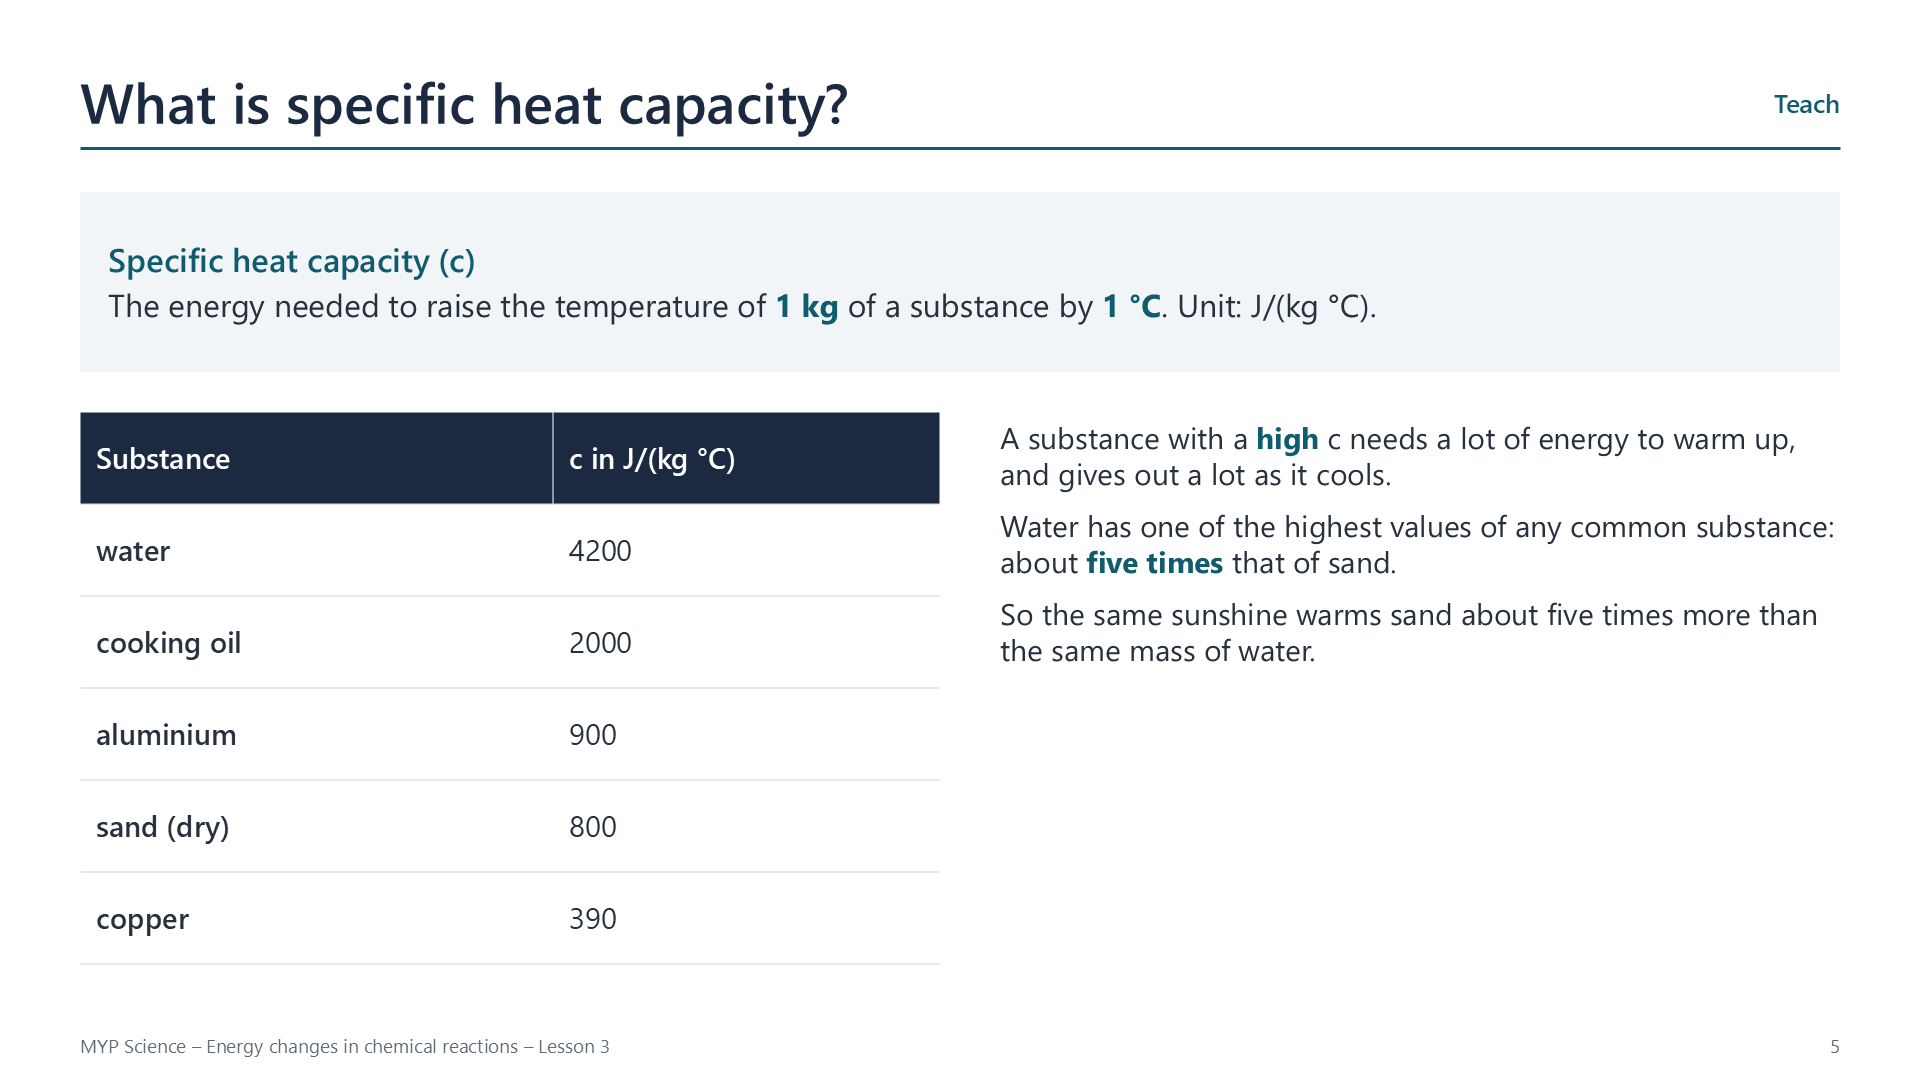 What is specific heat capacity?
Teach
Specific heat capacity (c)
The energy needed to raise the temperature of 1 kg of a substance by 1 °C. Unit: J/(kg °C).
Substance
c in J/(kg °C)
water
4200
cooking oil
2000
aluminium
900
sand (dry)
800
copper
390
A substance with a high c needs a lot of energy to warm up,
and gives out a lot as it cools.
Water has one of the highest values of any common substance:
about five times that of sand.
So the same sunshine warms sand about five times more than
the same mass of water.
MYP Science – Energy changes in chemical reactions – Lesson 3
5